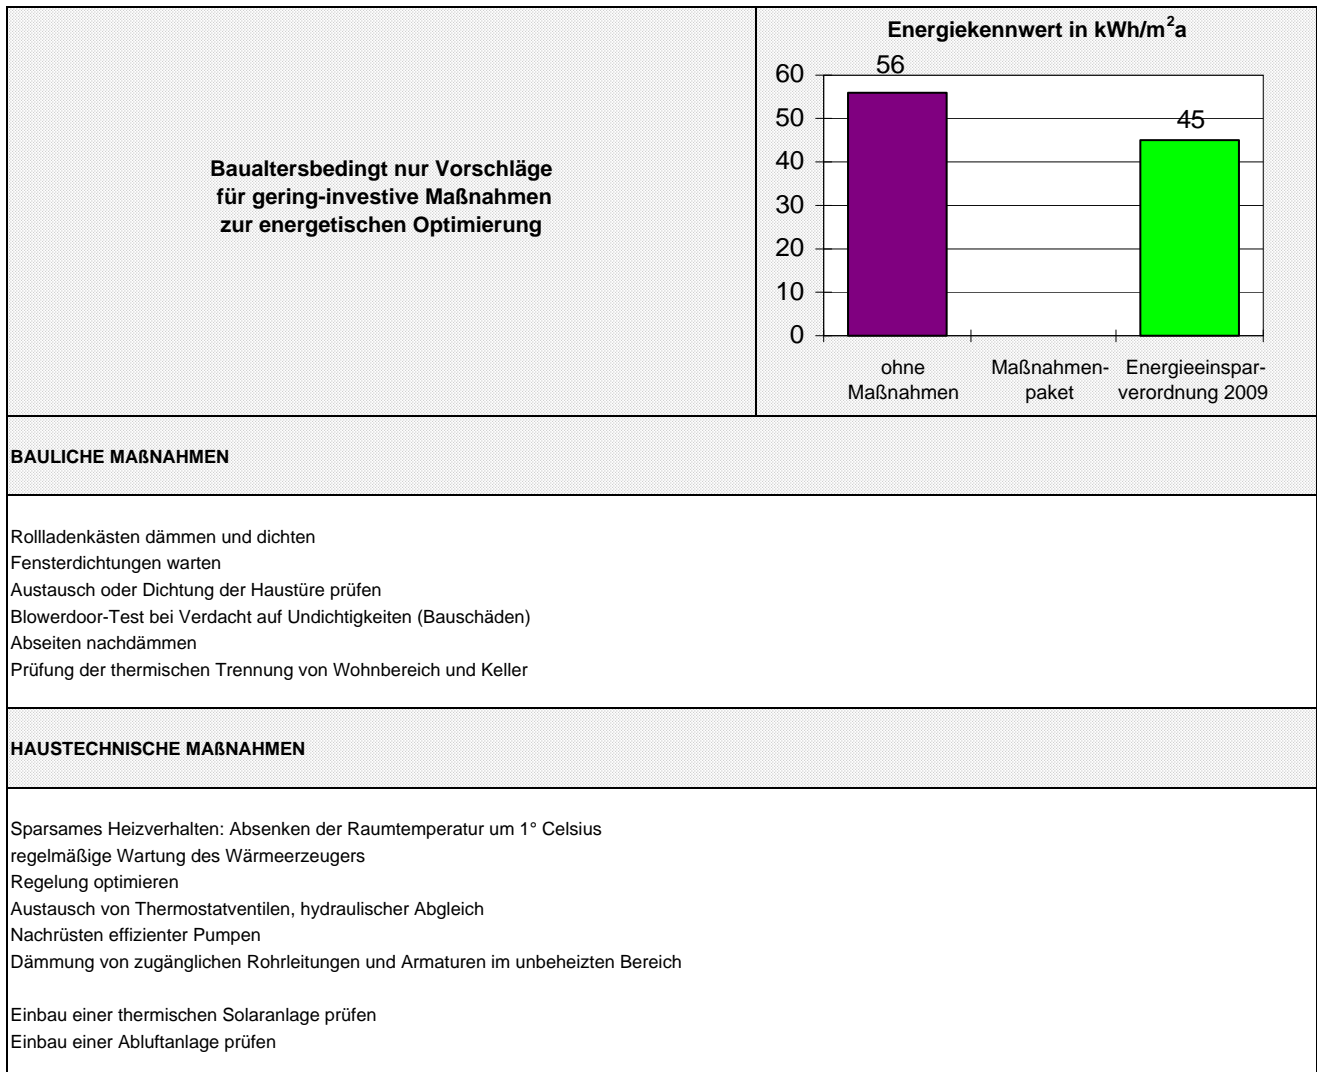 Baualtersbedingt nur Vorschläge
für gering-investive Maßnahmen
zur energetischen Optimierung
Energiekennwert in kWh/m²a
56
45
60
50
40
30
20
10
0
ohne
Maßnahmen
Maßnahmen-
paket
Energieeinspar-
verordnung 2009
BAULICHE MAßNAHMEN
Rollladenkästen dämmen und dichten
Fensterdichtungen warten
Austausch oder Dichtung der Haustüre prüfen
Blowerdoor-Test bei Verdacht auf Undichtigkeiten (Bauschäden)
Abseiten nachdämmen
Prüfung der thermischen Trennung von Wohnbereich und Keller
HAUSTECHNISCHE MAßNAHMEN
Sparsames Heizverhalten: Absenken der Raumtemperatur um 1° Celsius
regelmäßige Wartung des Wärmeerzeugers
Regelung optimieren
Austausch von Thermostatventilen, hydraulischer Abgleich
Nachrüsten effizienter Pumpen
Dämmung von zugänglichen Rohrleitungen und Armaturen im unbeheizten Bereich
Einbau einer thermischen Solaranlage prüfen
Einbau einer Abluftanlage prüfen